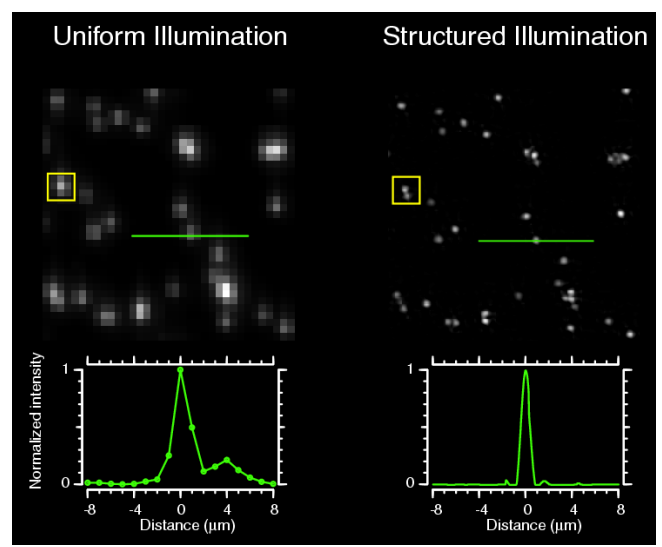 Uniform Illumination
Structured Illumination
Normalized intensity
1
0
-8 -4 0 4 8
Distance (μm)
1
0
-8 -4 0 4 8
Distance (μm)